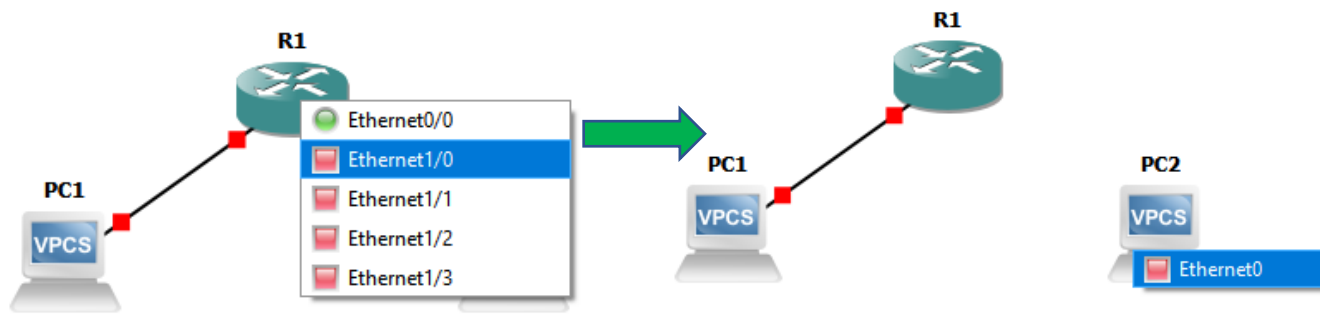 R1
Ethernet0/0
Ethernet1/0
Ethernet1/1
Ethernet1/2
Ethernet1/3
PC1
VPCS
R1
PC1
VPCS
PC2
VPCS
Ethernet0